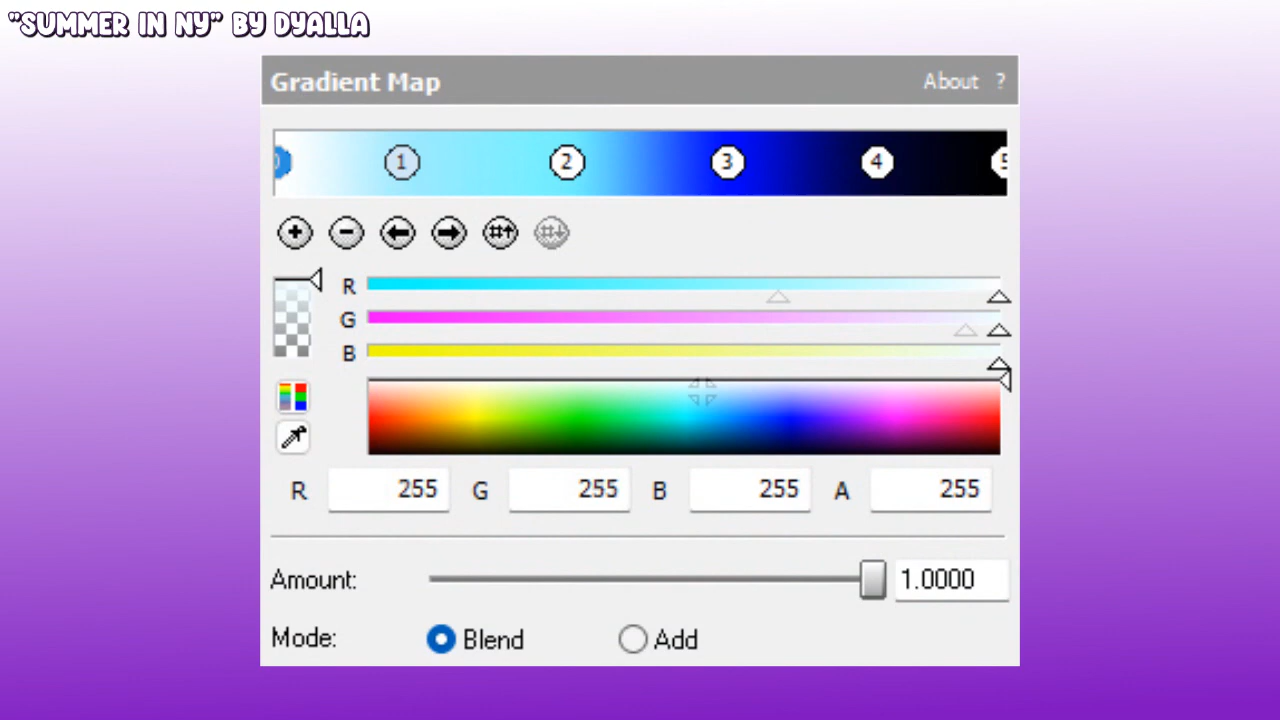 "SUMMER IN NY" BY DYALLA
Gradient Map About ?
1 2 3 4 5
R
G
B
R 255 G 255 B 255 A 255
Amount: 1.0000
Mode: Blend Add